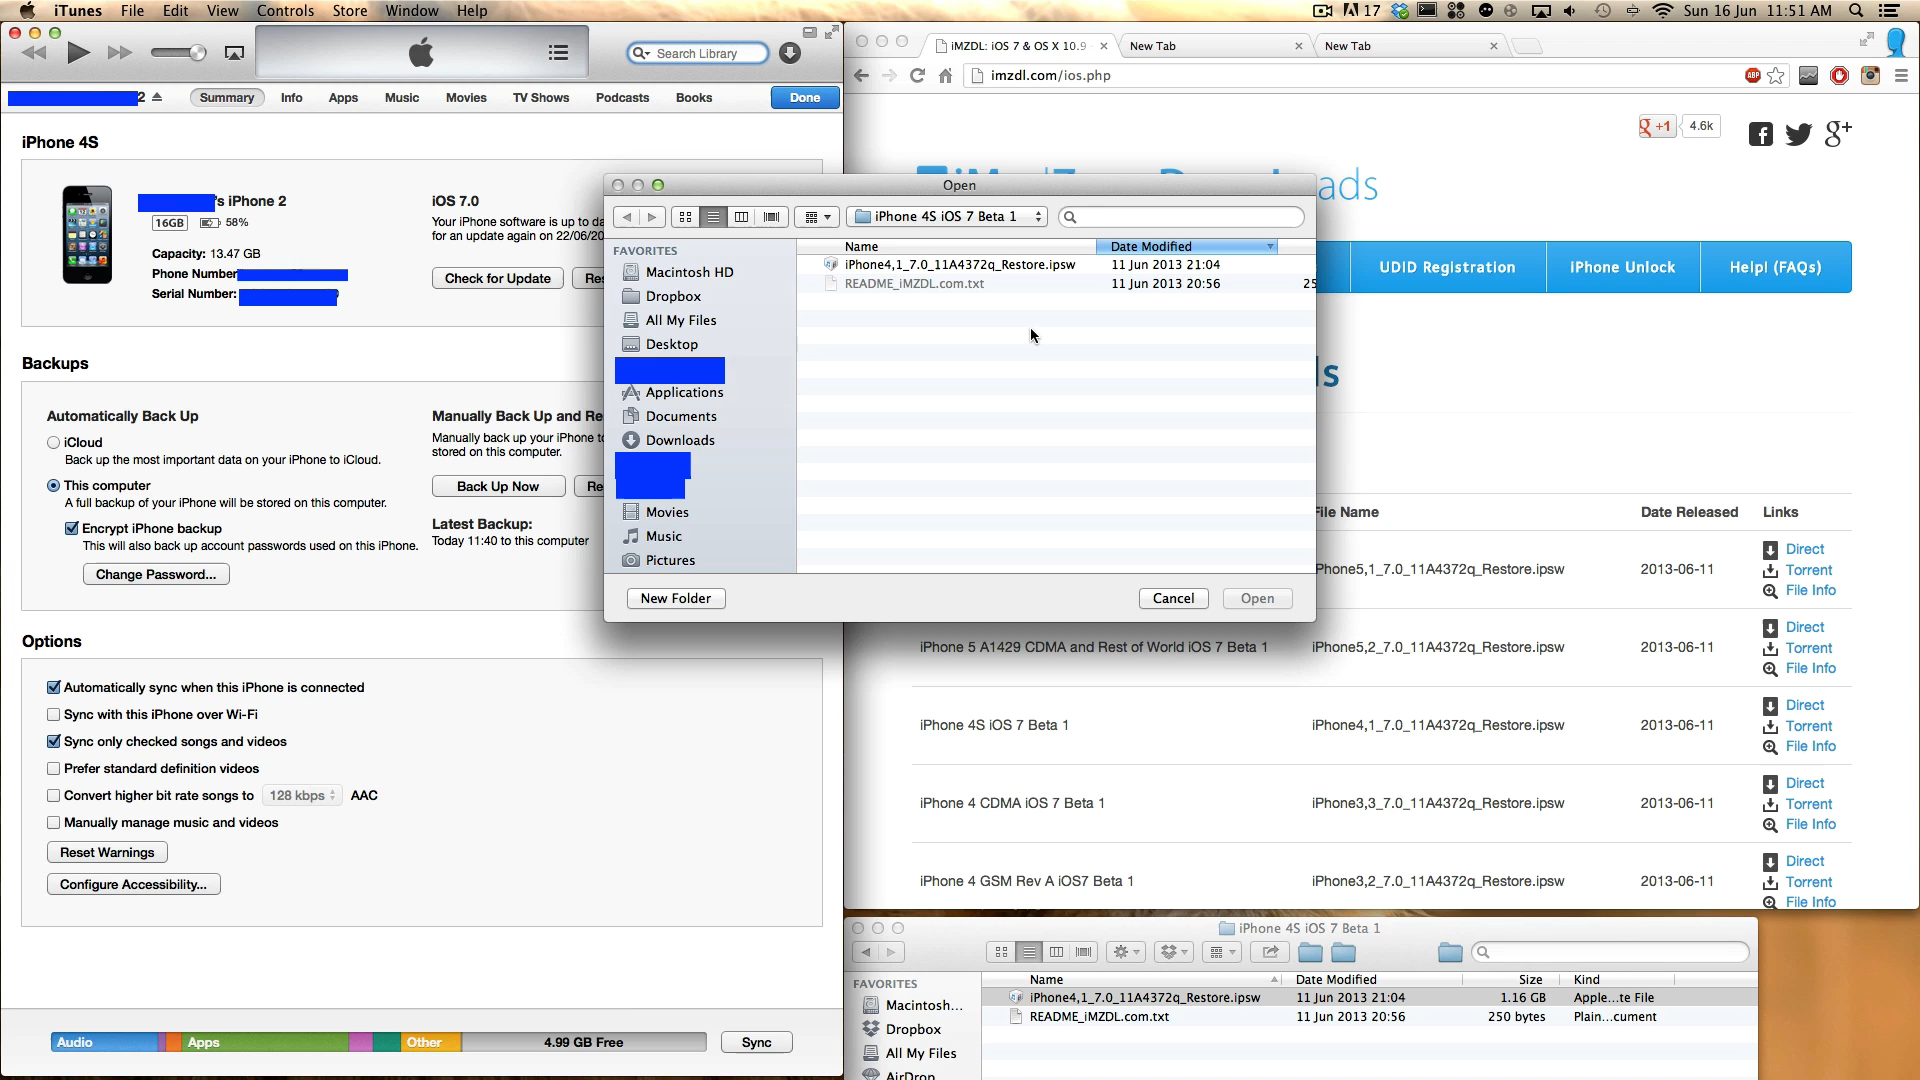 iTunes File Edit View Controls Store Window Help
17
Sun 16 Jun 11:51 AM
Search Library
2
Summary Info Apps Music Movies TV Shows Podcasts Books
Done
iPhone 4S
's iPhone 2
16GB 58%
Capacity: 13.47 GB
Phone Number
Serial Number:
iOS 7.0
Your iPhone software is up to da
for an update again on 22/06/20
Check for Update
Res
Backups
Automatically Back Up
iCloud
Back up the most important data on your iPhone to iCloud.
This computer
A full backup of your iPhone will be stored on this computer.
Encrypt iPhone backup
This will also back up account passwords used on this iPhone.
Change Password...
Manually Back Up and Re
Manually back up your iPhone to
stored on this computer.
Back Up Now
Re
Latest Backup:
Today 11:40 to this computer
Options
Automatically sync when this iPhone is connected
Sync with this iPhone over Wi-Fi
Sync only checked songs and videos
Prefer standard definition videos
Convert higher bit rate songs to 128 kbps AAC
Manually manage music and videos
Reset Warnings
Configure Accessibility...
Audio Apps Other 4.99 GB Free
Sync
Open
iPhone 4S iOS 7 Beta 1
FAVORITES
Macintosh HD
Dropbox
All My Files
Desktop
Applications
Documents
Downloads
Movies
Music
Pictures
Name Date Modified
iPhone4,1_7.0_11A4372q_Restore.ipsw 11 Jun 2013 21:04
README_iMZDL.com.txt 11 Jun 2013 20:56 25
New Folder Cancel Open
iMZDL: iOS 7 & OS X 10.9
New Tab
New Tab
imzdl.com/ios.php
ABP
g +1 4.6k
g+
ads
UDID Registration iPhone Unlock Help! (FAQs)
ls
File Name Date Released Links
Phone5,1_7.0_11A4372q_Restore.ipsw 2013-06-11 Direct
Torrent
File Info
iPhone 5 A1429 CDMA and Rest of World iOS 7 Beta 1 iPhone5,2_7.0_11A4372q_Restore.ipsw 2013-06-11 Direct
Torrent
File Info
iPhone 4S iOS 7 Beta 1 iPhone4,1_7.0_11A4372q_Restore.ipsw 2013-06-11 Direct
Torrent
File Info
iPhone 4 CDMA iOS 7 Beta 1 iPhone3,3_7.0_11A4372q_Restore.ipsw 2013-06-11 Direct
Torrent
File Info
iPhone 4 GSM Rev A iOS7 Beta 1 iPhone3,2_7.0_11A4372q_Restore.ipsw 2013-06-11 Direct
Torrent
File Info
iPhone 4S iOS 7 Beta 1
FAVORITES
Macintosh...
Dropbox
All My Files
AirDrop
Name Date Modified Size Kind
iPhone4,1_7.0_11A4372q_Restore.ipsw 11 Jun 2013 21:04 1.16 GB Apple...te File
README_iMZDL.com.txt 11 Jun 2013 20:56 250 bytes Plain...cument